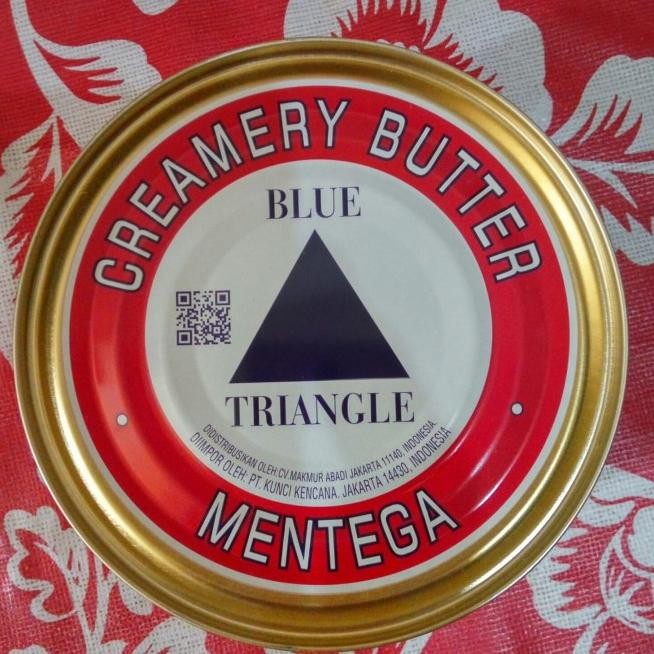 CREAMERY BUTTER
BLUE
TRIANGLE
DIDISTRIBUSIKAN OLEH:CV.MAKMUR ABADI JAKARTA 11140, INDONESIA
DIIMPOR OLEH: PT. KUNCI KENCANA. JAKARTA 14430, INDONESIA
MENTEGA